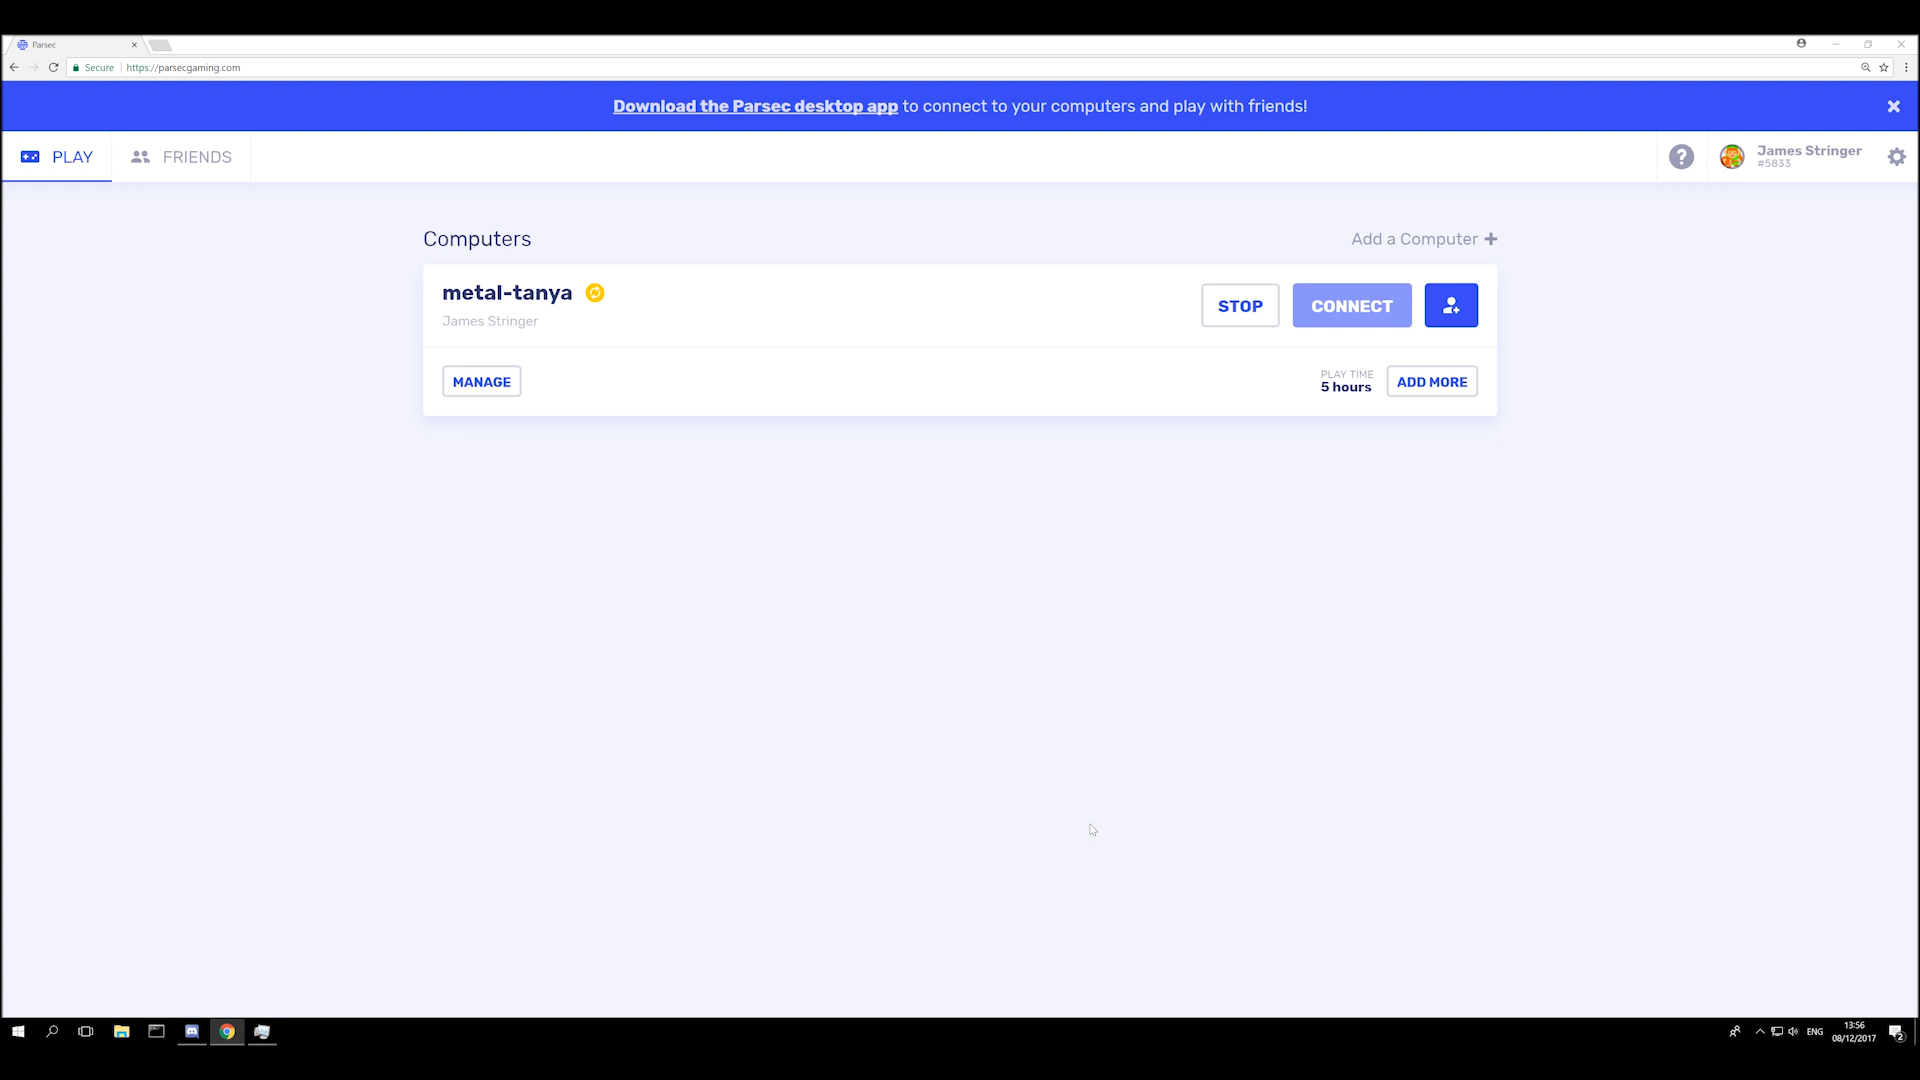 Parsec
Secure
https://parsecgaming.com
Download the Parsec desktop app to connect to your computers and play with friends!
PLAY
FRIENDS
?
James Stringer
#5833
Computers
Add a Computer +
metal-tanya
STOP
CONNECT
James Stringer
MANAGE
PLAY TIME
5 hours
ADD MORE
ENG
13:56
08/12/2017
2